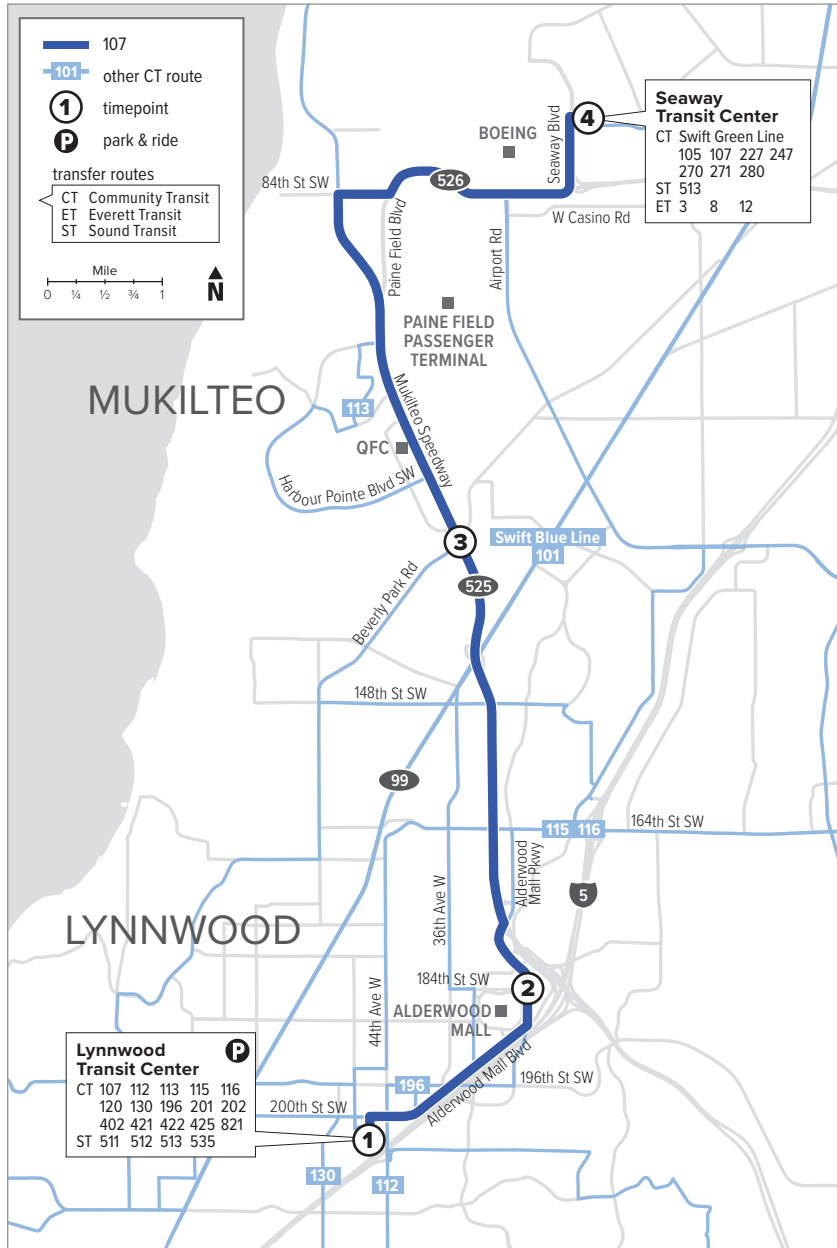 107
101 other CT route
1 timepoint
P park & ride
transfer routes
CT Community Transit
ET Everett Transit
ST Sound Transit
Mile
0 ¼ ½ ¾ 1
N
Seaway
Transit Center
CT Swift Green Line
105 107 227 247
270 271 280
ST 513
ET 3 8 12
4
BOEING
Seaway Blvd
84th St SW
526
W Casino Rd
Paine Field Blvd
Airport Rd
PAINE FIELD
PASSENGER
TERMINAL
MUKILTEO
113
Mukilteo Speedway
QFC
Harbour Pointe Blvd SW
3
Swift Blue Line
101
525
Beverly Park Rd
148th St SW
99
115 116
164th St SW
Alderwood
Mall Pkwy
36th Ave W
5
LYNNWOOD
184th St SW
2
44th Ave W
ALDERWOOD
MALL
Alderwood Mall Blvd
196
196th St SW
200th St SW
Lynnwood
Transit Center
P
CT 107 112 113 115 116
120 130 196 201 202
402 421 422 425 821
ST 511 512 513 535
1
130
112